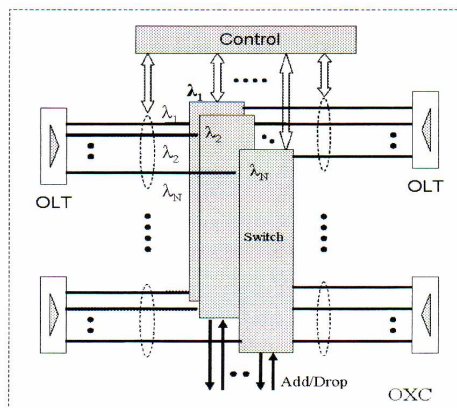 Control
λ1
λ1
λ2
λ2
λN
λN
OLT
OLT
Switch
Add/Drop
OXC